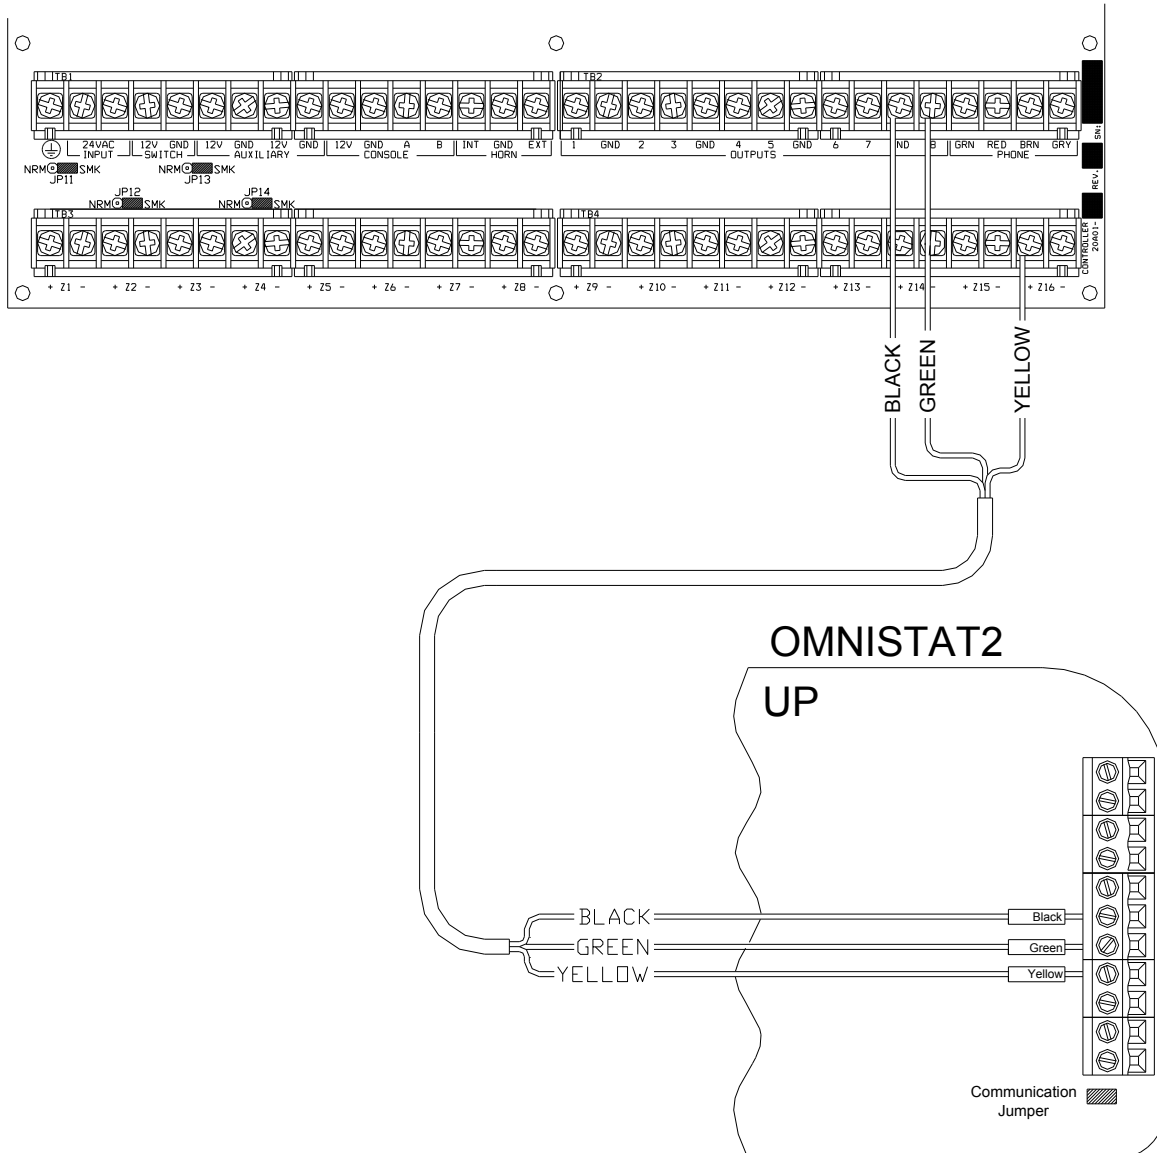 TB1
TB2
24VAC 12V GND 12V GND 12V GND 12V GND A B INT GND EXT 1 GND 2 3 GND 4 5 GND 6 7 ND 8 GRN RED BRN GRY
INPUT SWITCH AUXILIARY CONSOLE HORN OUTPUTS PHONE
SN:
NRM SMK NRM SMK
JP11 JP13
REV.
JP12 JP14
NRM SMK NRM SMK
TB3
TB4
CONTROLLER
20A01-
+ Z1 - + Z2 - + Z3 - + Z4 - + Z5 - + Z6 - + Z7 - + Z8 - + Z9 - + Z10 - + Z11 - + Z12 - + Z13 - + Z14 - + Z15 - + Z16 -
BLACK
GREEN
YELLOW
OMNISTAT2
UP
BLACK Black
GREEN Green
YELLOW Yellow
Communication
Jumper